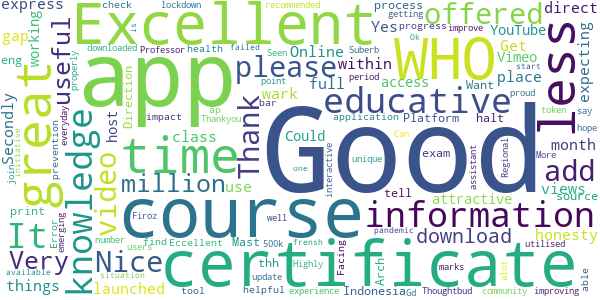 express check lockdown recommended process getting
Excellent offered
gap working useful downloaded is Professor health failed Seen Ok Yes progress improve YouTube direct
eng app please within WHO Get Vimeo expecting
Online Suberb Want place
great Direction properly point full access start proud less
Secondly ap Thankyou period educative Platform halt say
everyday host bar wark application token hope
join knowledge impact Thank Could unique Can exam More Regional month
initiative prevention time class interactive one assistant add
video million tell information views source
print course attractive
It Error emerging number Firoz use well Facing marks download utilised honesty
users find Eccellent Mast 500k frensh pandemic
Very Nice thh Highly Arch certificate slot
available situation update
things launched tool helpful experience Indonesia Gd Thoughtbud community improving able
Good